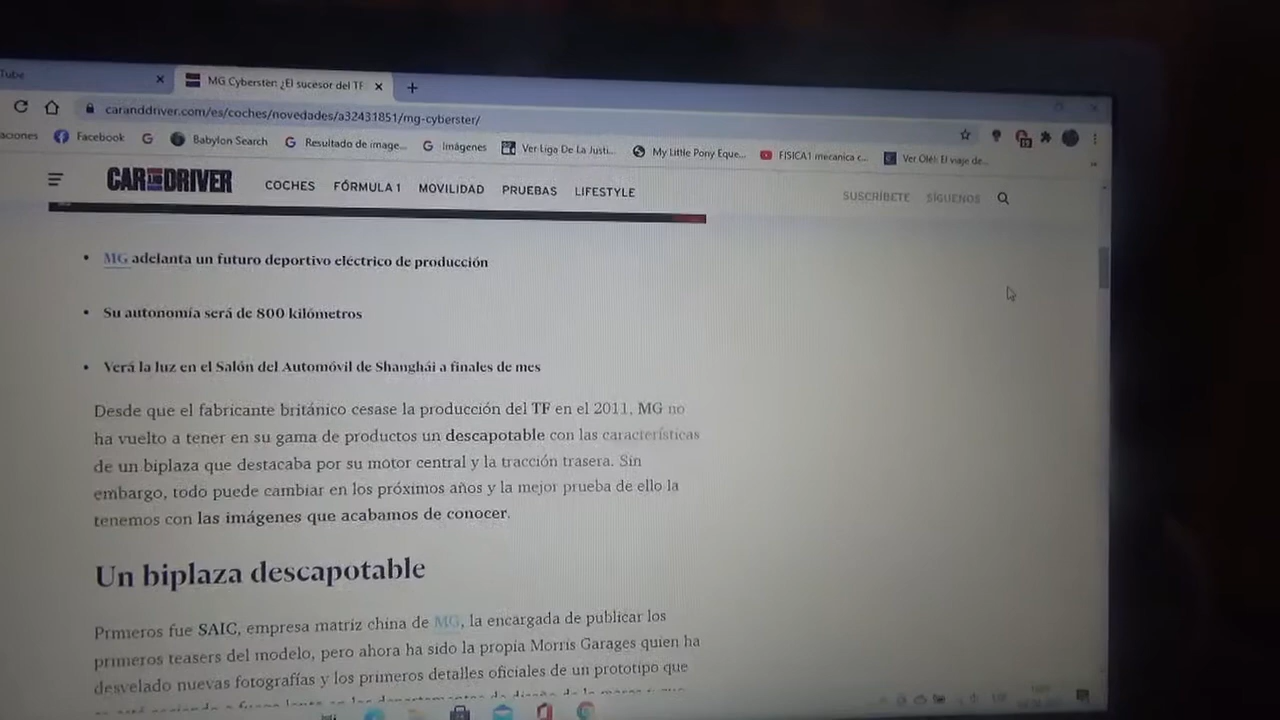 Tube
MG Cyberster: ¿El sucesor del TF
caranddriver.com/es/coches/novedades/a32431851/mg-cyberster/
aciones Facebook Babylon Search Resultado de image... Imágenes Ver Liga De La Justi... My Little Pony Eque... FISICA1 mecanica c... Ver Olé!: El viaje de...
CAR AND DRIVER COCHES FÓRMULA 1 MOVILIDAD PRUEBAS LIFESTYLE SUSCRÍBETE SÍGUENOS
• MG adelanta un futuro deportivo eléctrico de producción
• Su autonomía será de 800 kilómetros
• Verá la luz en el Salón del Automóvil de Shanghái a finales de mes
Desde que el fabricante británico cesase la producción del TF en el 2011, MG no
ha vuelto a tener en su gama de productos un descapotable con las características
de un biplaza que destacaba por su motor central y la tracción trasera. Sin
embargo, todo puede cambiar en los próximos años y la mejor prueba de ello la
tenemos con las imágenes que acabamos de conocer.
Un biplaza descapotable
Prmeros fue SAIC, empresa matriz china de MG, la encargada de publicar los
primeros teasers del modelo, pero ahora ha sido la propia Morris Garages quien ha
desvelado nuevas fotografías y los primeros detalles oficiales de un prototipo que